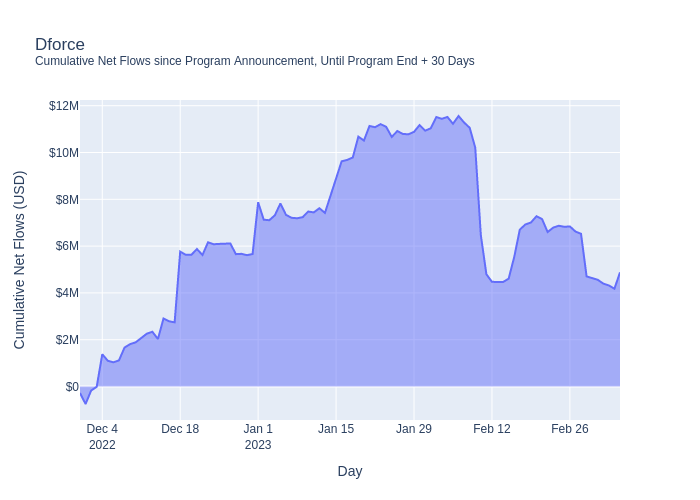 Dforce
Cumulative Net Flows since Program Announcement, Until Program End + 30 Days
Cumulative Net Flows (USD)
$12M
$10M
$8M
$6M
$4M
$2M
$0
Dec 4
2022
Dec 18
Jan 1
2023
Jan 15
Jan 29
Feb 12
Feb 26
Day